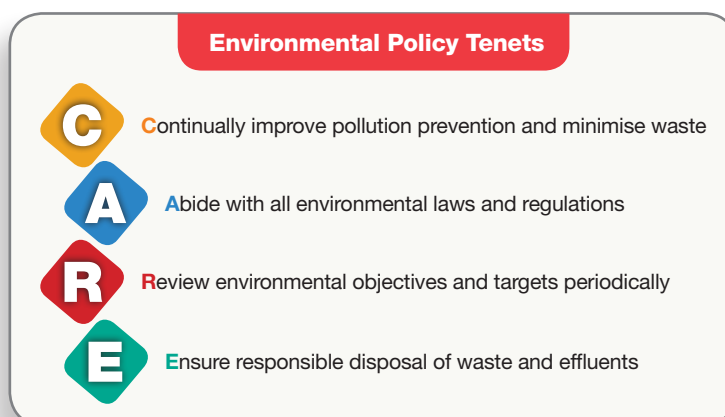 Environmental Policy Tenets
C Continually improve pollution prevention and minimise waste
A Abide with all environmental laws and regulations
R Review environmental objectives and targets periodically
E Ensure responsible disposal of waste and effluents